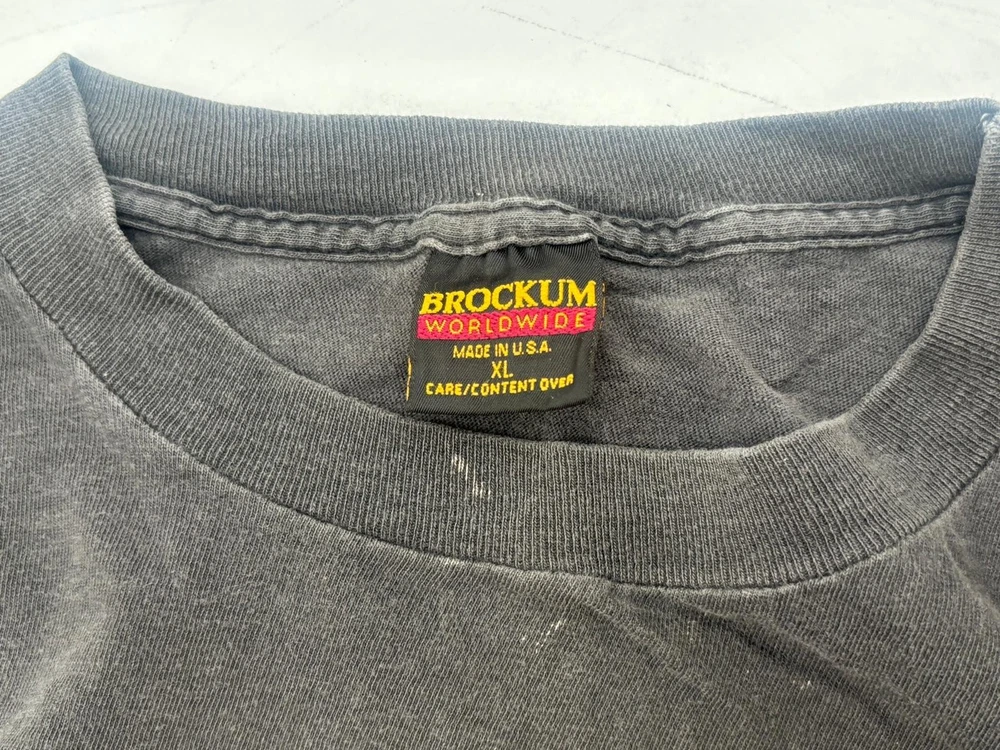 BROCKUM
WORLDWIDE
MADE IN U.S.A.
XL
CARE/CONTENT OVER